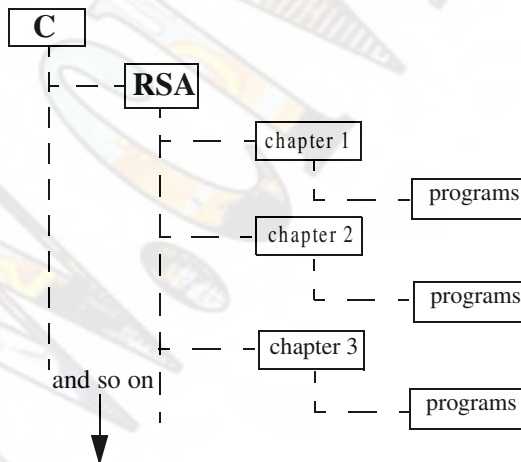 C
RSA
chapter 1
programs
chapter 2
programs
chapter 3
and so on
programs